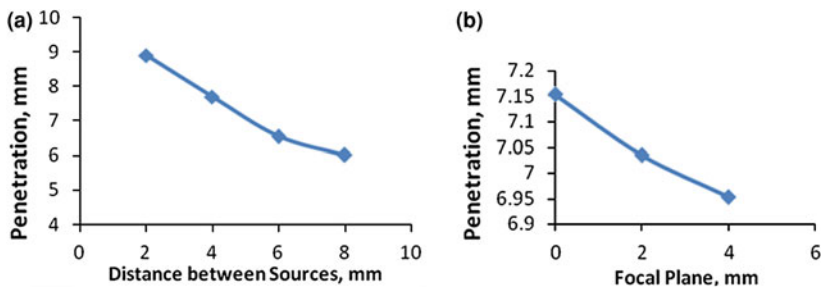 (a)
Penetration, mm
10
9
8
7
6
5
4
0 2 4 6 8 10
Distance between Sources, mm
(b)
Penetration, mm
7.2
7.15
7.1
7.05
7
6.95
6.9
0 2 4 6
Focal Plane, mm